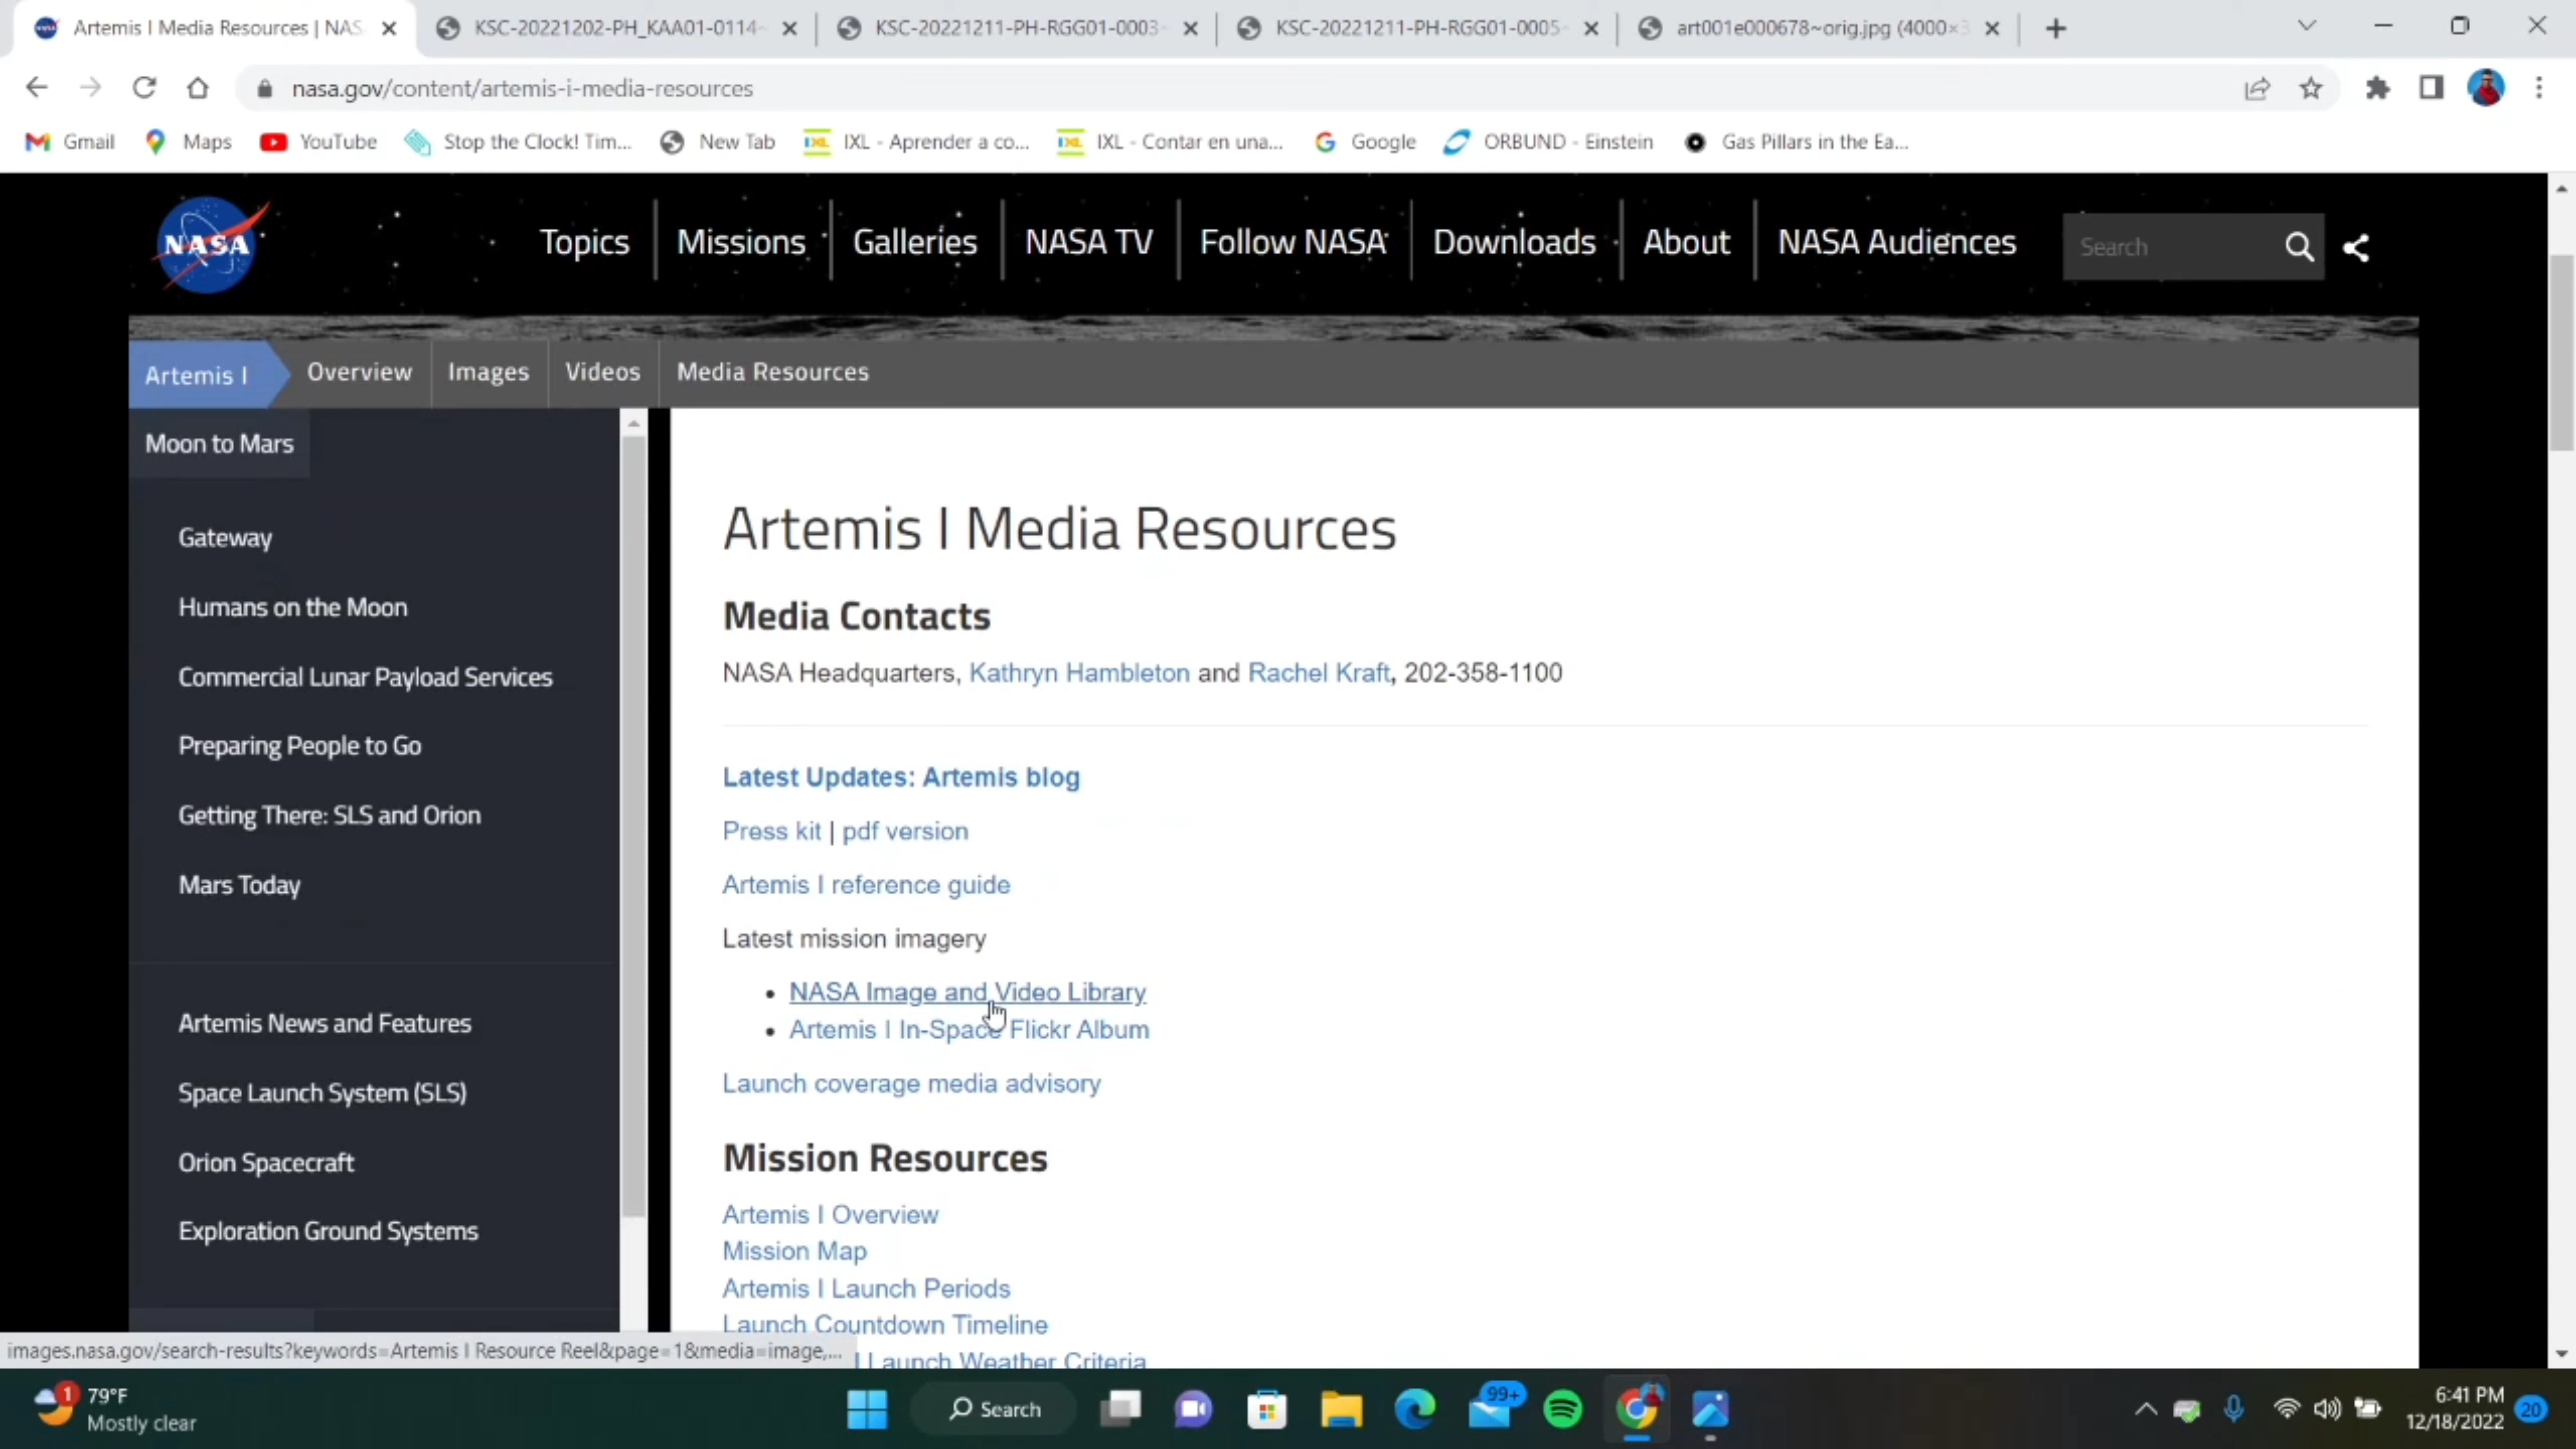 Artemis I Media Resources | NAS
KSC-20221202-PH_KAA01-0114~
KSC-20221211-PH-RGG01-0003~
KSC-20221211-PH-RGG01-0005~
art001e000678~orig.jpg (4000×3
nasa.gov/content/artemis-i-media-resources
Gmail Maps YouTube Stop the Clock! Tim... New Tab IXL - Aprender a co... IXL - Contar en una... Google ORBUND - Einstein Gas Pillars in the Ea...
NASA Topics Missions Galleries NASA TV Follow NASA Downloads About NASA Audiences Search
Artemis I Overview Images Videos Media Resources
Moon to Mars
Gateway
Humans on the Moon
Commercial Lunar Payload Services
Preparing People to Go
Getting There: SLS and Orion
Mars Today
Artemis News and Features
Space Launch System (SLS)
Orion Spacecraft
Exploration Ground Systems
Artemis I Media Resources
Media Contacts
NASA Headquarters, Kathryn Hambleton and Rachel Kraft, 202-358-1100
Latest Updates: Artemis blog
Press kit | pdf version
Artemis I reference guide
Latest mission imagery
• NASA Image and Video Library
• Artemis I In-Space Flickr Album
Launch coverage media advisory
Mission Resources
Artemis I Overview
Mission Map
Artemis I Launch Periods
Launch Countdown Timeline
I Launch Weather Criteria
images.nasa.gov/search-results?keywords=Artemis I Resource Reel&page=1&media=image,...
1
79°F
Mostly clear
Search
99+
6:41 PM
12/18/2022
20